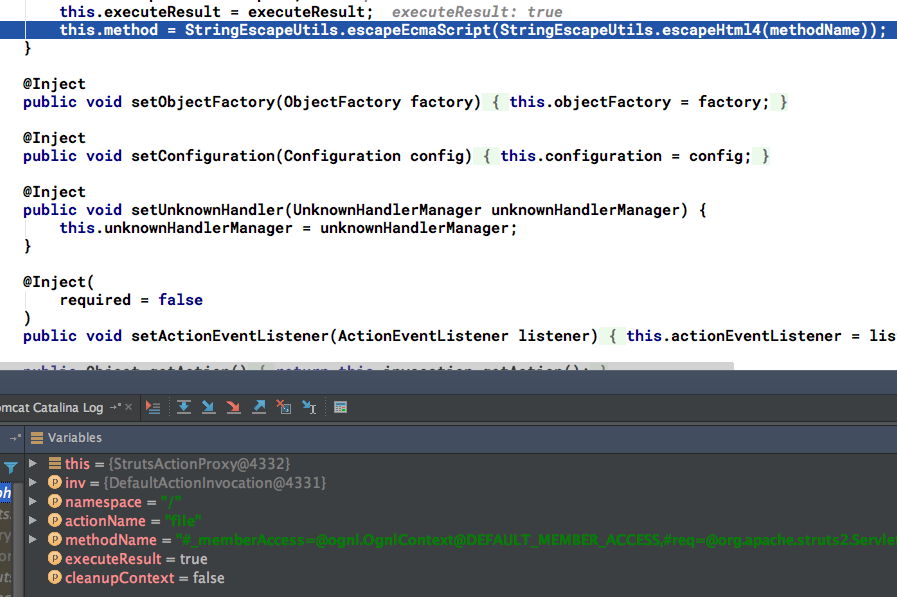 this.executeResult = executeResult; executeResult: true
this.method = StringEscapeUtils.escapeEcmaScript(StringEscapeUtils.escapeHtml4(methodName));
}
@Inject
public void setObjectFactory(ObjectFactory factory) { this.objectFactory = factory; }
@Inject
public void setConfiguration(Configuration config) { this.configuration = config; }
@Inject
public void setUnknownHandler(UnknownHandlerManager unknownHandlerManager) {
this.unknownHandlerManager = unknownHandlerManager;
}
@Inject(
required = false
)
public void setActionEventListener(ActionEventListener listener) { this.actionEventListener = lis
public Object getAction() { return this.invocation.getAction(); }
omcat Catalina Log
Variables
this = {StrutsActionProxy@4332}
inv = {DefaultActionInvocation@4331}
namespace = "/"
actionName = "file"
methodName = "#_memberAccess=@ognl.OgnlContext@DEFAULT_MEMBER_ACCESS,#req=@org.apache.struts2.Servlet
executeResult = true
cleanupContext = false